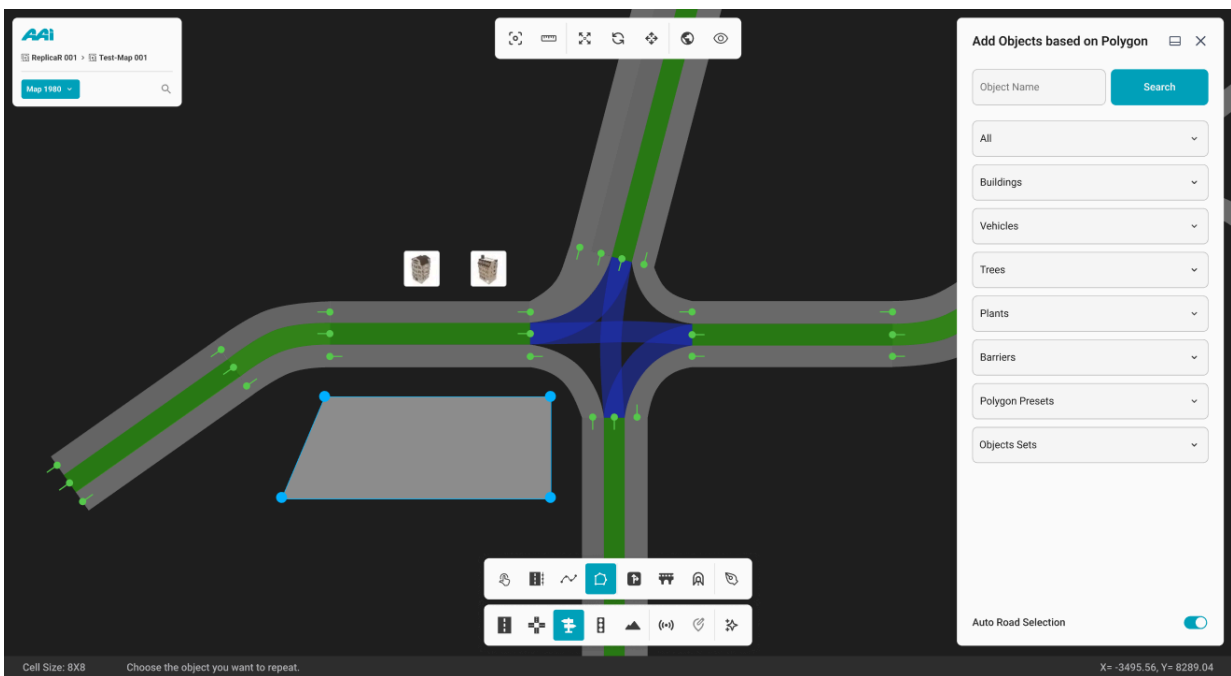 AAi
ReplicaR 001 > Test-Map 001
Map 1980
Add Objects based on Polygon
Object Name
Search
All
Buildings
Vehicles
Trees
Plants
Barriers
Polygon Presets
Objects Sets
Auto Road Selection
Cell Size: 8X8 Choose the object you want to repeat. X= -3495.56, Y= 8289.04